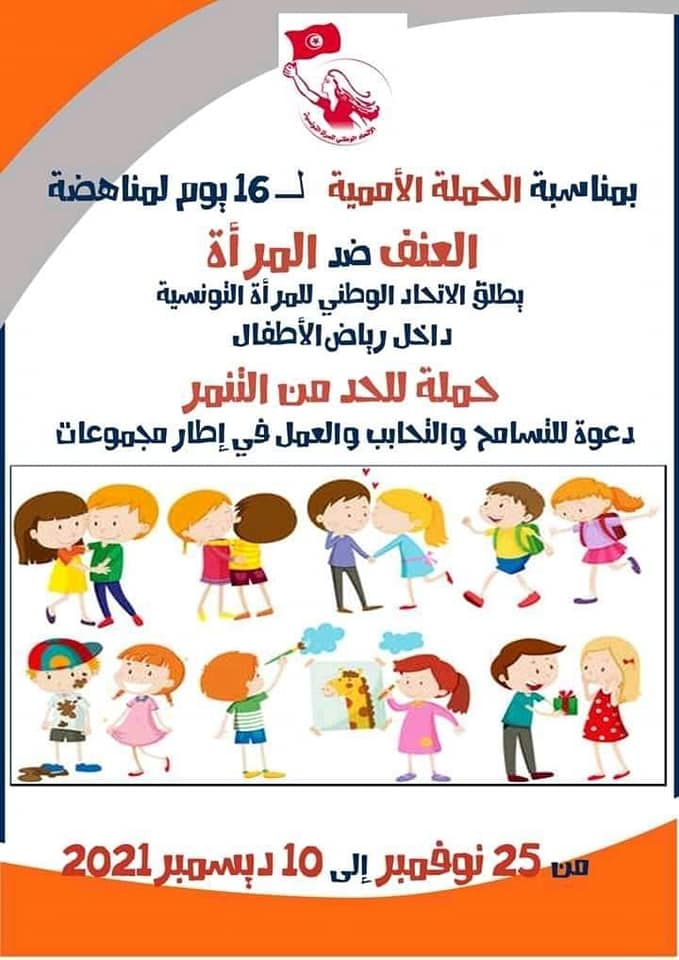 الاتحاد الوطني للمرأة التونسية
بمناسبة الحملة الأممية لـ 16 يوم لمناهضة
العنف ضد المرأة
يطلق الاتحاد الوطني للمرأة التونسية
داخل رياض الأطفال
حملة للحد من التنمر
دعوة للتسامح والتحابب والعمل في إطار مجموعات
من 25 نوفمبر إلى 10 ديسمبر 2021